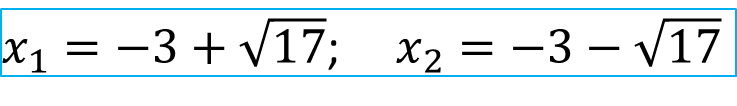 x₁ = −3 + √17;   x₂ = −3 − √17